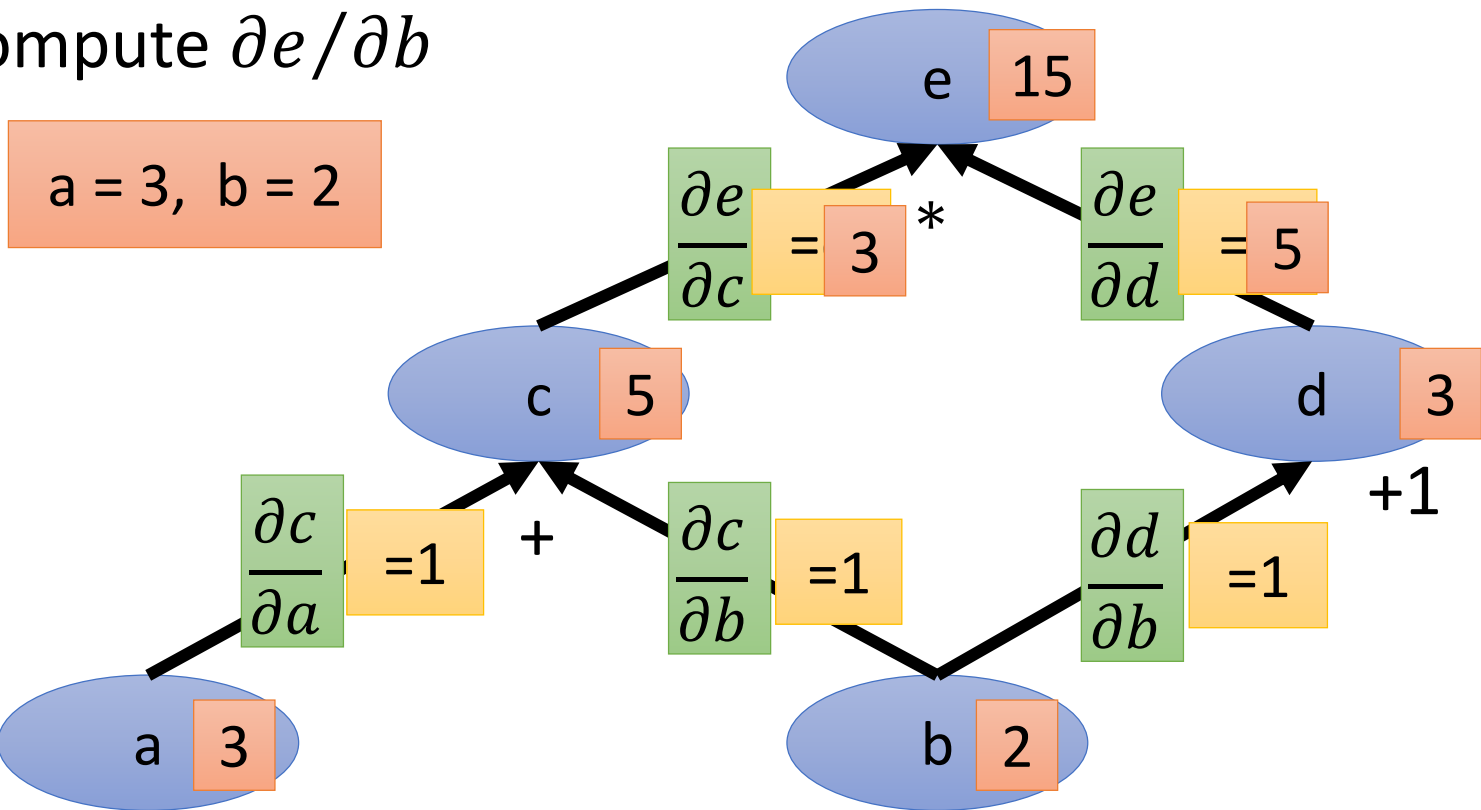 ompute ∂e/∂b
e 15
a = 3, b = 2
∂e/∂c =3
*
∂e/∂d =5
c 5
d 3
+1
∂c/∂a =1
+
∂c/∂b =1
∂d/∂b =1
a 3
b 2